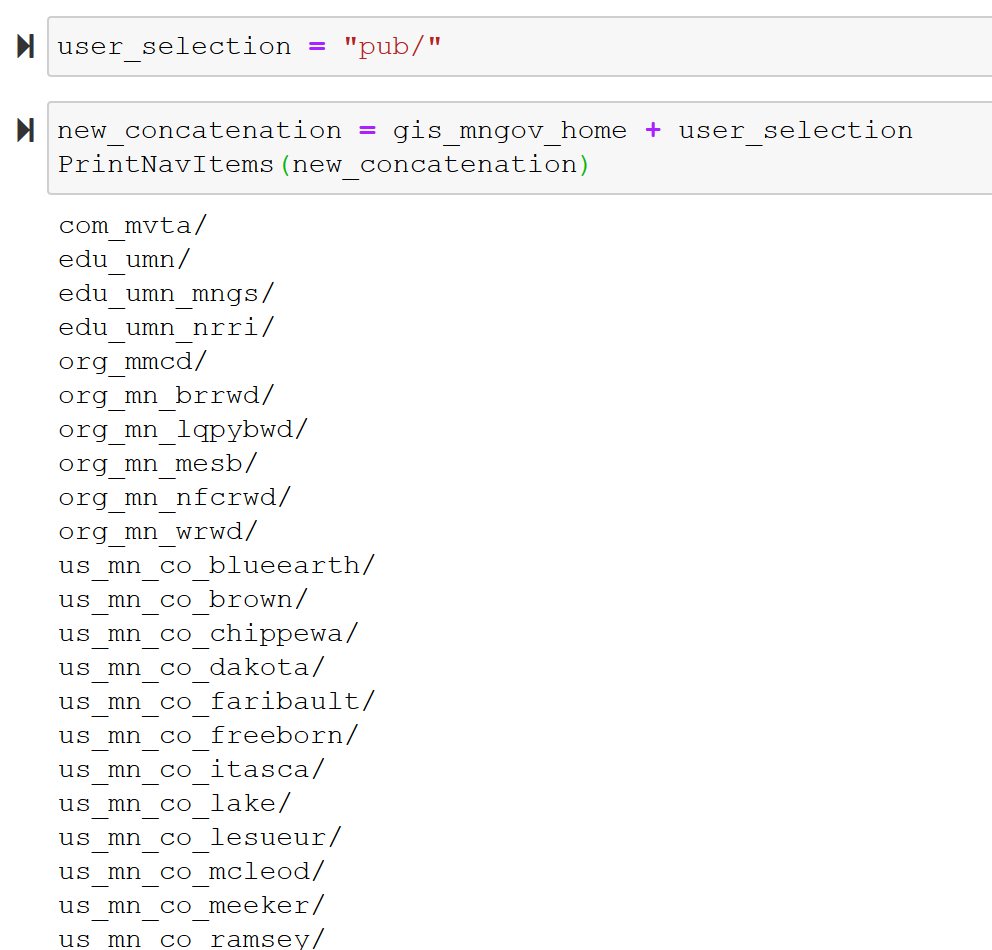 user_selection = "pub/"
new_concatenation = gis_mngov_home + user_selection
PrintNavItems(new_concatenation)
com_mvta/
edu_umn/
edu_umn_mngs/
edu_umn_nrri/
org_mmcd/
org_mn_brrwd/
org_mn_lqpybwd/
org_mn_mesb/
org_mn_nfcrwd/
org_mn_wrwd/
us_mn_co_blueearth/
us_mn_co_brown/
us_mn_co_chippewa/
us_mn_co_dakota/
us_mn_co_faribault/
us_mn_co_freeborn/
us_mn_co_itasca/
us_mn_co_lake/
us_mn_co_lesueur/
us_mn_co_mcleod/
us_mn_co_meeker/
us_mn_co_ramsey/